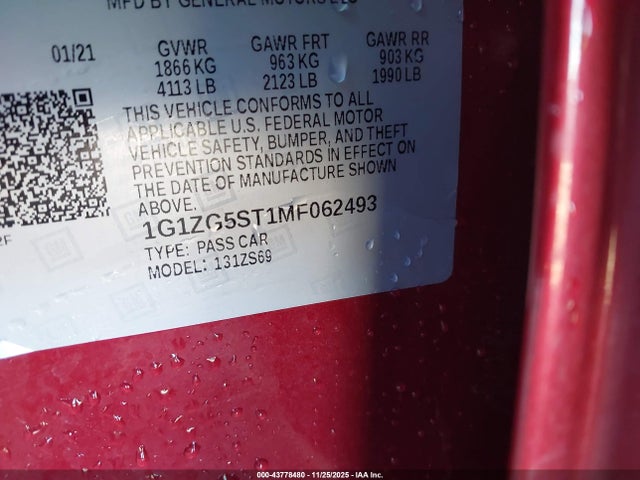 MFD BY GENERAL MOTORS LLC
01/21 GVWR GAWR FRT GAWR RR
1866 KG 963 KG 903 KG
4113 LB 2123 LB 1990 LB
THIS VEHICLE CONFORMS TO ALL
APPLICABLE U.S. FEDERAL MOTOR
VEHICLE SAFETY, BUMPER, AND THEFT
PREVENTION STANDARDS IN EFFECT ON
THE DATE OF MANUFACTURE SHOWN
ABOVE.
1G1ZG5ST1MF062493
TYPE: PASS CAR
MODEL: 131ZS69
000-43778480 - 11/25/2025 - IAA Inc.